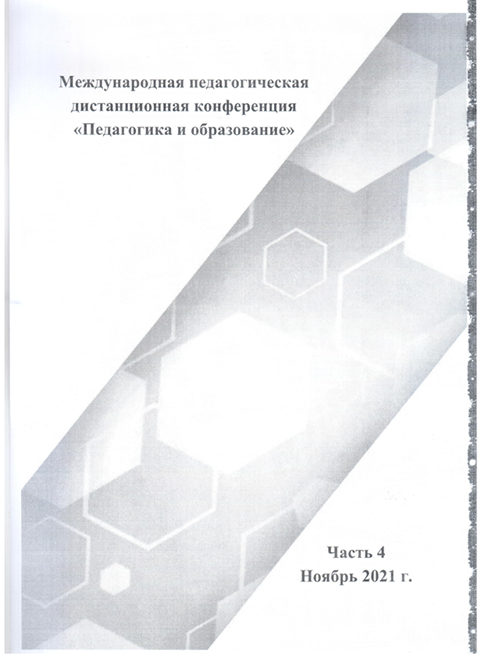 Международная педагогическая
дистанционная конференция
«Педагогика и образование»
Часть 4
Ноябрь 2021 г.